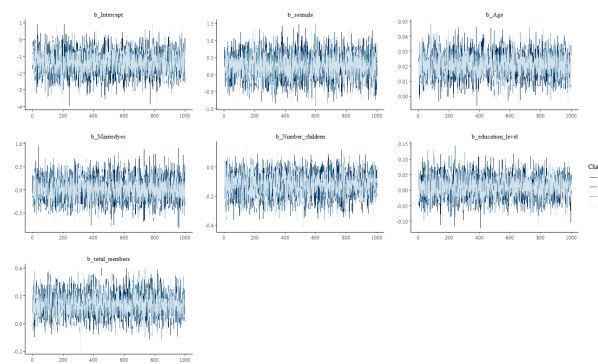 b_Intercept
b_sexmale
b_Age
1
0
-1
-2
-3
-4
0 200 400 600 800 1000
1.5
1.0
0.5
0.0
-0.5
-1.0
0 200 400 600 800 1000
0.05
0.04
0.03
0.02
0.01
0.00
0 200 400 600 800 1000
b_Marriedyes
b_Number_children
b_education_level
1.0
0.5
0.0
-0.5
0 200 400 600 800 1000
0.0
-0.2
-0.4
0 200 400 600 800 1000
0.15
0.10
0.05
0.00
-0.05
-0.10
0 200 400 600 800 1000
Cha
b_total_members
0.4
0.2
0.0
-0.2
0 200 400 600 800 1000